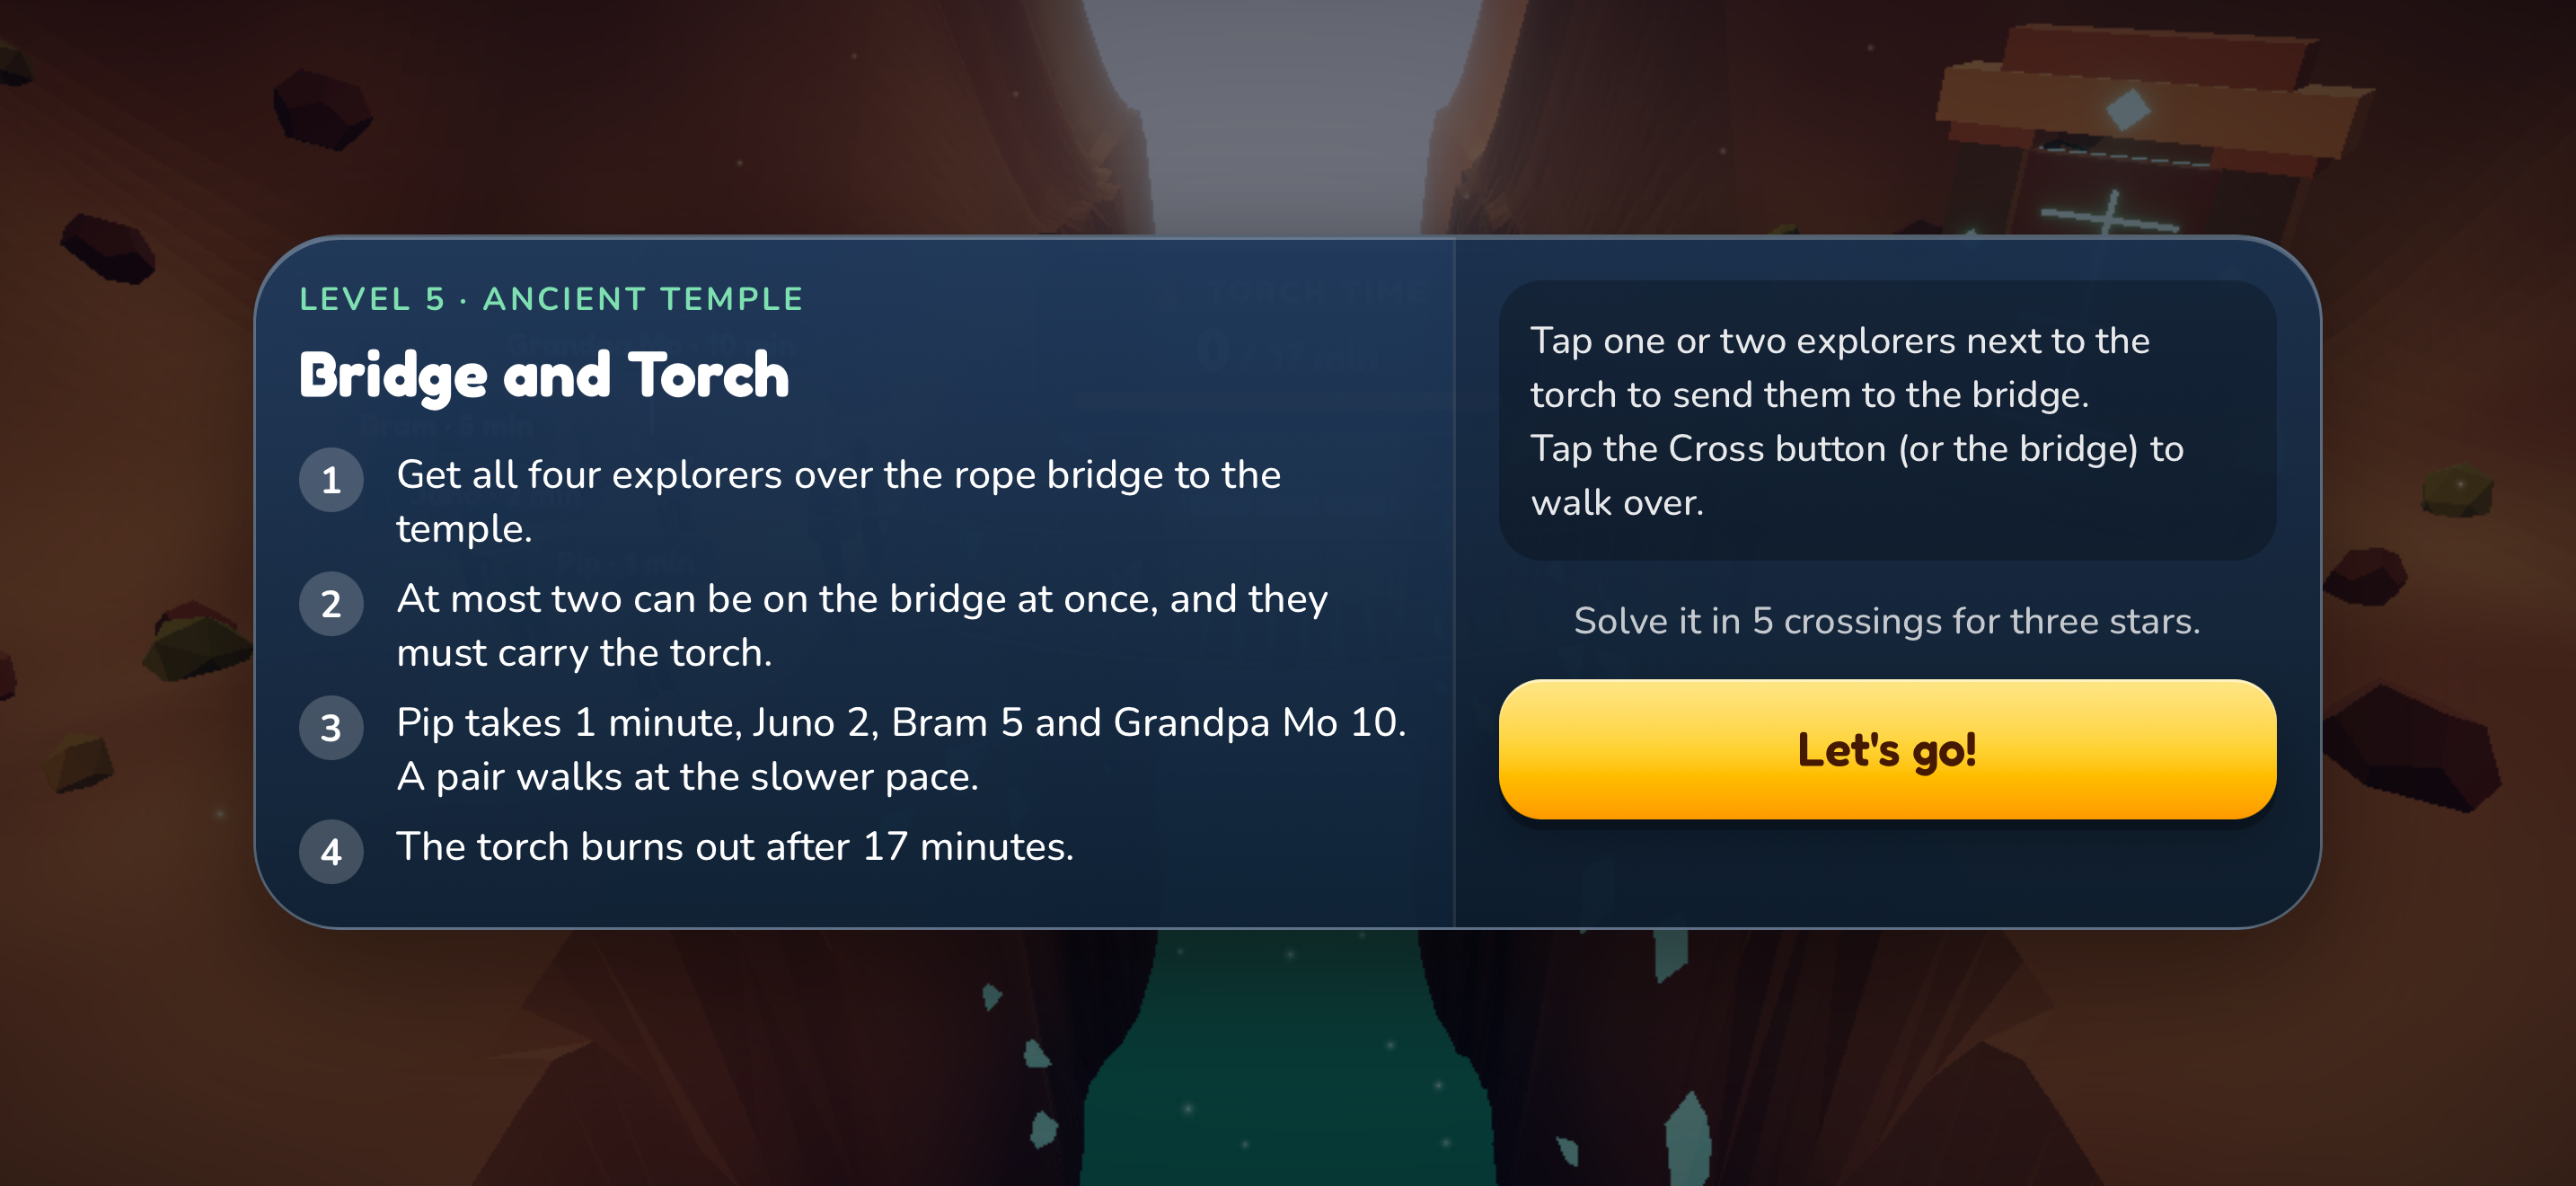 LEVEL 5 · ANCIENT TEMPLE
Bridge and Torch
1 Get all four explorers over the rope bridge to the
temple.
2 At most two can be on the bridge at once, and they
must carry the torch.
3 Pip takes 1 minute, Juno 2, Bram 5 and Grandpa Mo 10.
A pair walks at the slower pace.
4 The torch burns out after 17 minutes.
Tap one or two explorers next to the
torch to send them to the bridge.
Tap the Cross button (or the bridge) to
walk over.
Solve it in 5 crossings for three stars.
Let's go!